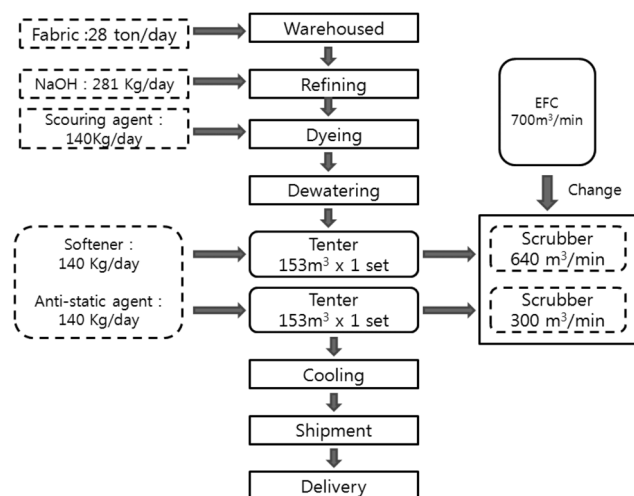 Fabric :28 ton/day
Warehoused
NaOH : 281 Kg/day
Refining
Scouring agent :
140Kg/day
Dyeing
EFC
700m³/min
Dewatering
Change
Softener :
140 Kg/day
Tenter
153m³ x 1 set
Scrubber
640 m³/min
Anti-static agent :
140 Kg/day
Tenter
153m³ x 1 set
Scrubber
300 m³/min
Cooling
Shipment
Delivery